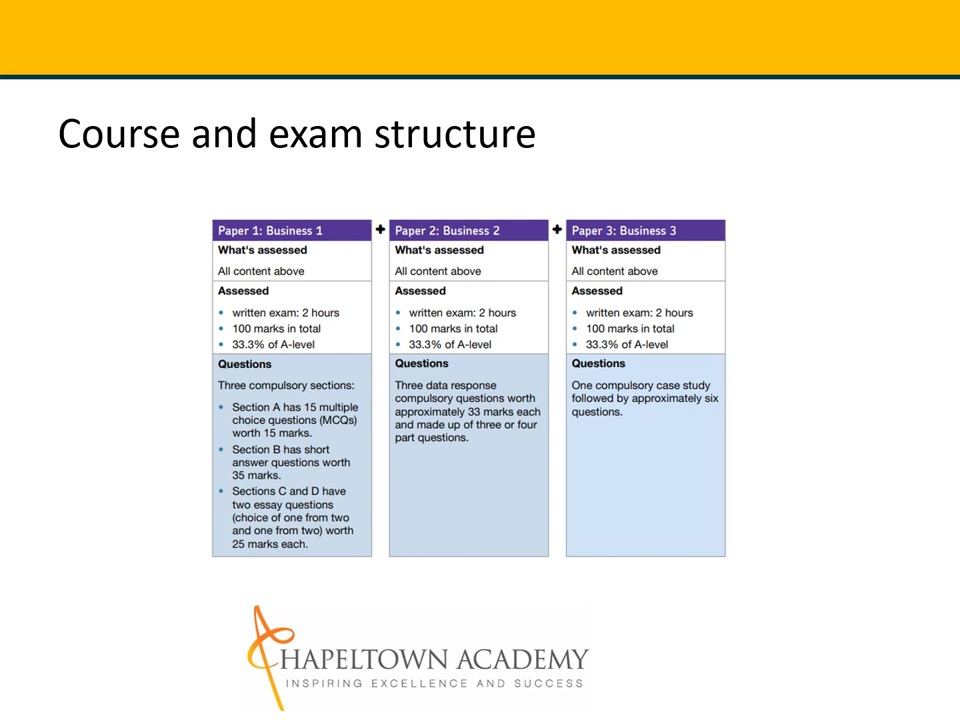 Course and exam structure
Paper 1: Business 1
What's assessed
All content above
Assessed
• written exam: 2 hours
• 100 marks in total
• 33.3% of A-level
Questions
Three compulsory sections:
• Section A has 15 multiple
choice questions (MCQs)
worth 15 marks.
• Section B has short
answer questions worth
35 marks.
• Sections C and D have
two essay questions
(choice of one from two
and one from two) worth
25 marks each.
+
Paper 2: Business 2
What's assessed
All content above
Assessed
• written exam: 2 hours
• 100 marks in total
• 33.3% of A-level
Questions
Three data response
compulsory questions worth
approximately 33 marks each
and made up of three or four
part questions.
+
Paper 3: Business 3
What's assessed
All content above
Assessed
• written exam: 2 hours
• 100 marks in total
• 33.3% of A-level
Questions
One compulsory case study
followed by approximately six
questions.
CHAPELTOWN ACADEMY
INSPIRING EXCELLENCE AND SUCCESS